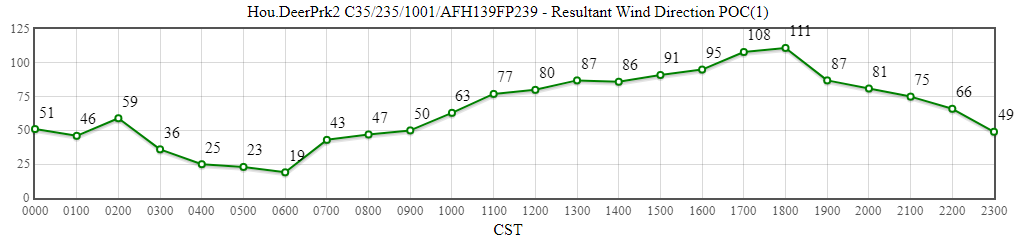 Hou.DeerPrk2 C35/235/1001/AFH139FP239 - Resultant Wind Direction POC(1)
125
100
75
50
25
0
51 46 59 36 25 23 19 43 47 50 63 77 80 87 86 91 95 108 111 87 81 75 66 49
0000 0100 0200 0300 0400 0500 0600 0700 0800 0900 1000 1100 1200 1300 1400 1500 1600 1700 1800 1900 2000 2100 2200 2300
CST